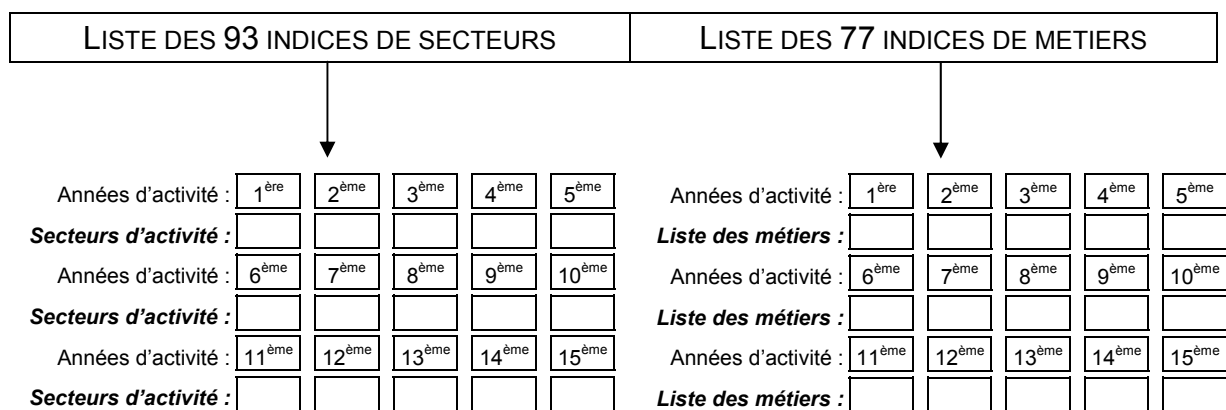 LISTE DES 93 INDICES DE SECTEURS
LISTE DES 77 INDICES DE METIERS
Années d'activité : 1ère 2ème 3ème 4ème 5ème
Secteurs d'activité :
Années d'activité : 6ème 7ème 8ème 9ème 10ème
Secteurs d'activité :
Années d'activité : 11ème 12ème 13ème 14ème 15ème
Secteurs d'activité :
Années d'activité : 1ère 2ème 3ème 4ème 5ème
Liste des métiers :
Années d'activité : 6ème 7ème 8ème 9ème 10ème
Liste des métiers :
Années d'activité : 11ème 12ème 13ème 14ème 15ème
Liste des métiers :